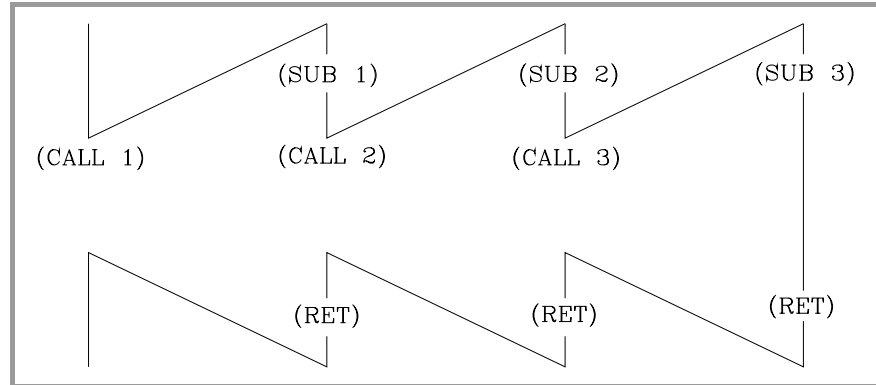 (SUB 1)
(SUB 2)
(SUB 3)
(CALL 1)
(CALL 2)
(CALL 3)
(RET)
(RET)
(RET)